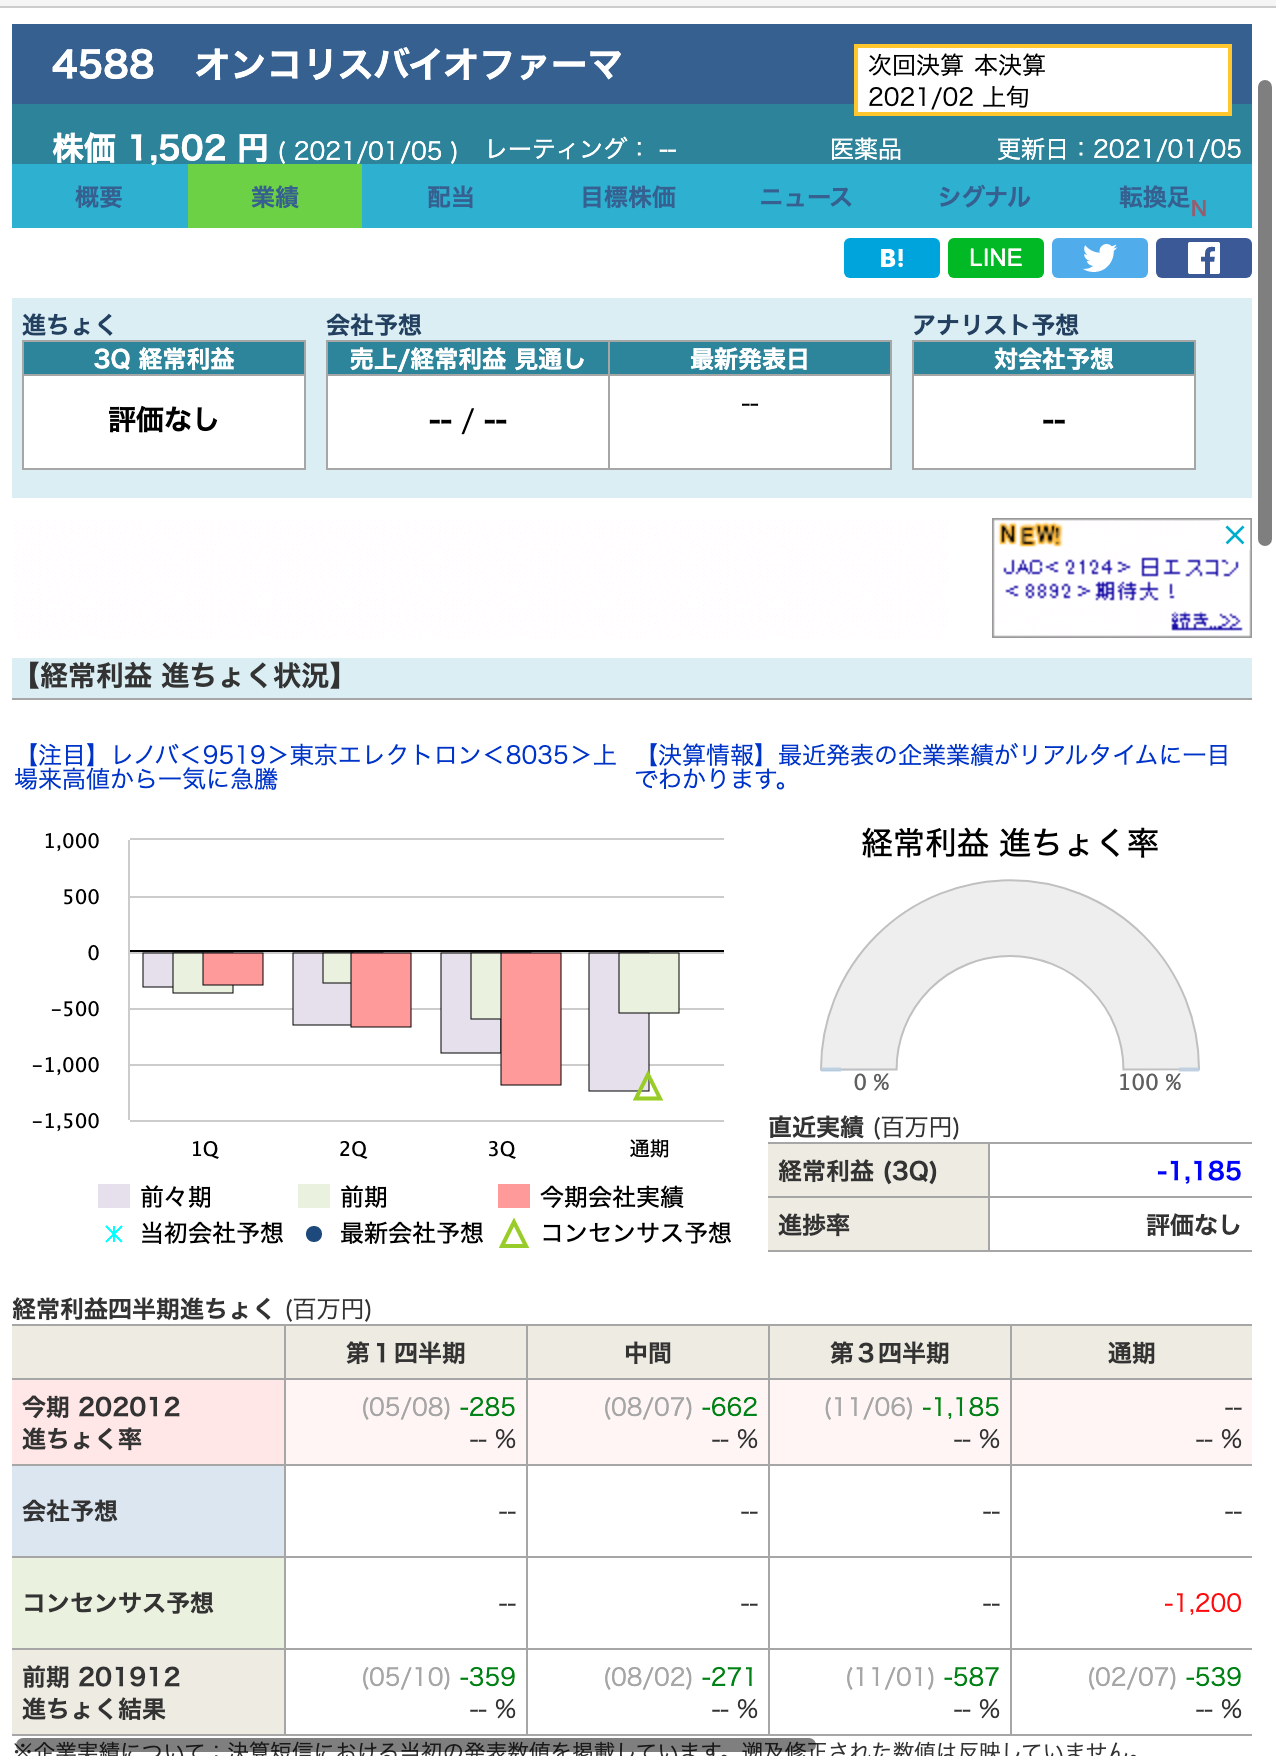 4588 オンコリスバイオファーマ
次回決算 本決算
2021/02 上旬
株価 1,502 円 ( 2021/01/05 ) レーティング： -- 医薬品 更新日：2021/01/05
概要 業績 配当 目標株価 ニュース シグナル 転換足N
B! LINE
進ちょく 会社予想 アナリスト予想
3Q 経常利益 売上/経常利益 見通し 最新発表日 対会社予想
評価なし -- / -- -- --
NEW!
JAC<2124> 日エスコン
<8892>期待大！
続き..>>
【経常利益 進ちょく状況】
【注目】レノバ<9519>東京エレクトロン<8035>上
場来高値から一気に急騰
【決算情報】最近発表の企業業績がリアルタイムに一目
でわかります。
1,000
500
0
-500
-1,000
-1,500
1Q 2Q 3Q 通期
前々期 前期 今期会社実績
当初会社予想 最新会社予想 コンセンサス予想
経常利益 進ちょく率
0 % 100 %
直近実績 (百万円)
経常利益 (3Q) -1,185
進捗率 評価なし
経常利益四半期進ちょく (百万円)
第１四半期 中間 第３四半期 通期
今期 202012 (05/08) -285 (08/07) -662 (11/06) -1,185 --
進ちょく率 -- % -- % -- % -- %
会社予想 -- -- -- --
コンセンサス予想 -- -- -- -1,200
前期 201912 (05/10) -359 (08/02) -271 (11/01) -587 (02/07) -539
進ちょく結果 -- % -- % -- % -- %
※企業実績について：決算短信における当初の発表数値を掲載しています。遡及修正された数値は反映していません。